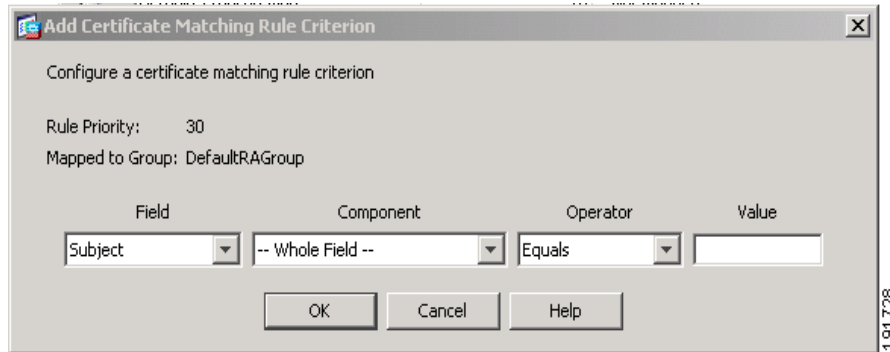 Add Certificate Matching Rule Criterion
Configure a certificate matching rule criterion
Rule Priority: 30
Mapped to Group: DefaultRAGroup
Field Component Operator Value
Subject -- Whole Field -- Equals
OK Cancel Help
191728